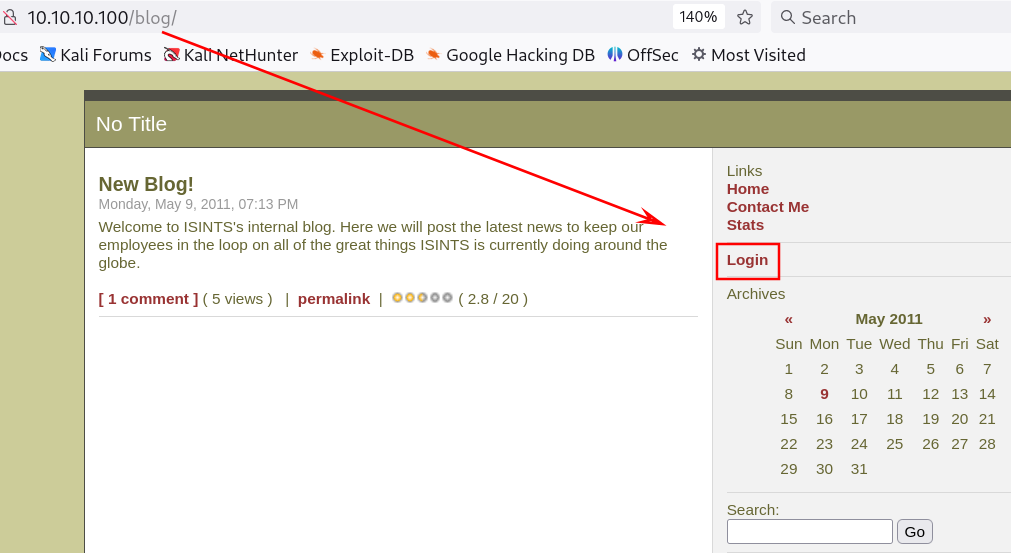 10.10.10.100/blog/ 140% Search
Docs Kali Forums Kali NetHunter Exploit-DB Google Hacking DB OffSec Most Visited
No Title
New Blog!
Monday, May 9, 2011, 07:13 PM
Welcome to ISINTS's internal blog. Here we will post the latest news to keep our
employees in the loop on all of the great things ISINTS is currently doing around the
globe.
[ 1 comment ] ( 5 views ) | permalink | ( 2.8 / 20 )
Links
Home
Contact Me
Stats
Login
Archives
« May 2011 »
Sun Mon Tue Wed Thu Fri Sat
1 2 3 4 5 6 7
8 9 10 11 12 13 14
15 16 17 18 19 20 21
22 23 24 25 26 27 28
29 30 31
Search:
Go